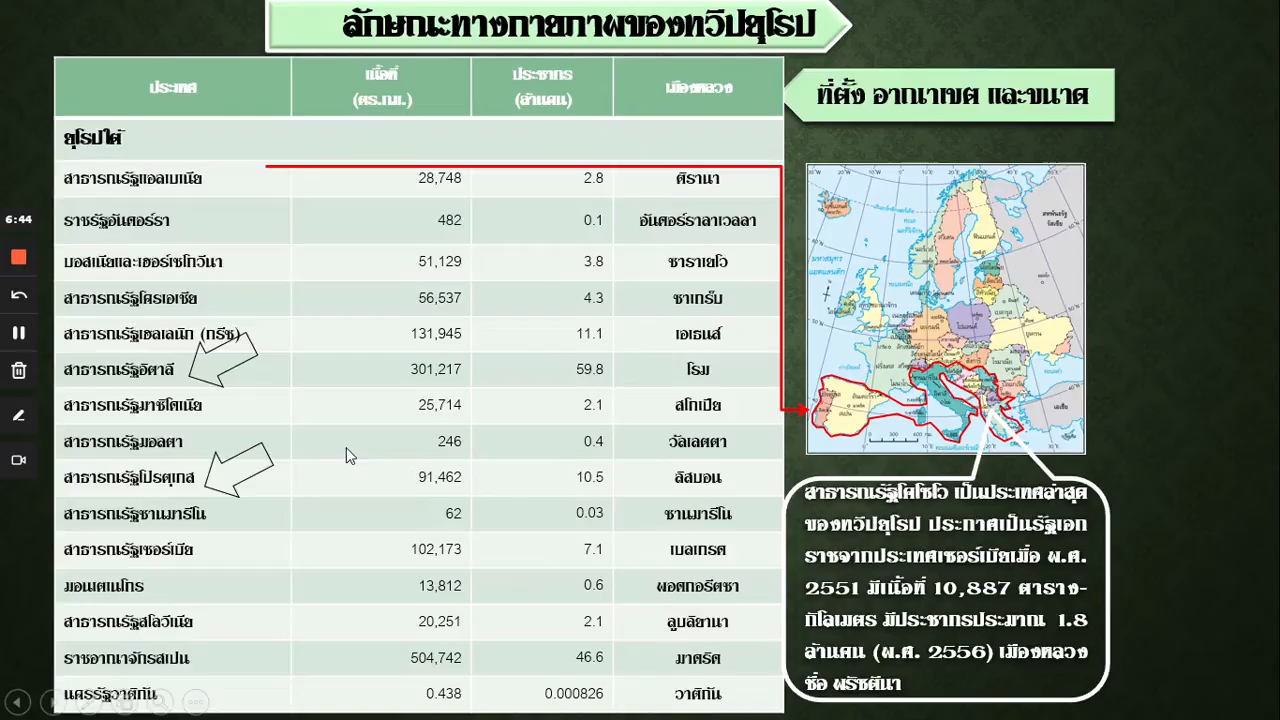 ลักษณะทางกายภาพของทวีปยุโรป
ที่ตั้ง อาณาเขต และขนาด
ประเทศ เนื้อที่ (ตร.กม.) ประชากร (ล้านคน) เมืองหลวง
ยุโรปใต้
สาธารณรัฐแอลเบเนีย 28,748 2.8 ติรานา
ราชรัฐอันดอร์รา 482 0.1 อันดอร์ราลาเวลลา
บอสเนียและเฮอร์เซโกวีนา 51,129 3.8 ซาราเยโว
สาธารณรัฐโครเอเชีย 56,537 4.3 ซาเกร็บ
สาธารณรัฐเฮลเลนิก (กรีซ) 131,945 11.1 เอเธนส์
สาธารณรัฐอิตาลี 301,217 59.8 โรม
สาธารณรัฐมาซิโดเนีย 25,714 2.1 สโกเปีย
สาธารณรัฐมอลตา 246 0.4 วัลเลตตา
สาธารณรัฐโปรตุเกส 91,462 10.5 ลิสบอน
สาธารณรัฐซานมารีโน 62 0.03 ซานมารีโน
สาธารณรัฐเซอร์เบีย 102,173 7.1 เบลเกรด
มอนเตเนโกร 13,812 0.6 พอดกอรีตซา
สาธารณรัฐสโลวีเนีย 20,251 2.1 ลูบลิยานา
ราชอาณาจักรสเปน 504,742 46.6 มาดริด
นครรัฐวาติกัน 0.438 0.000826 วาติกัน
สาธารณรัฐโคโซโว เป็นประเทศล่าสุด
ของทวีปยุโรป ประกาศเป็นรัฐเอก
ราชจากประเทศเซอร์เบียเมื่อ พ.ศ.
2551 มีเนื้อที่ 10,887 ตาราง-
กิโลเมตร มีประชากรประมาณ 1.8
ล้านคน (พ.ศ. 2556) เมืองหลวง
ชื่อ พริชตีนา
6:44